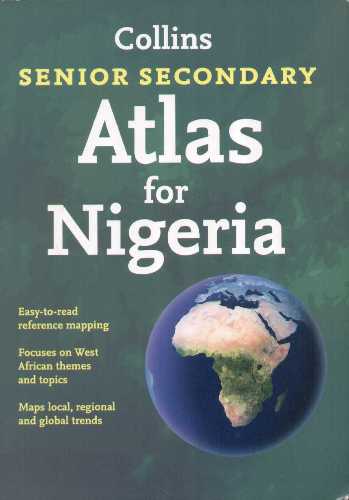 Collins
SENIOR SECONDARY
Atlas
for
Nigeria
Easy-to-read
reference mapping
Focuses on West
African themes
and topics
Maps local, regional
and global trends